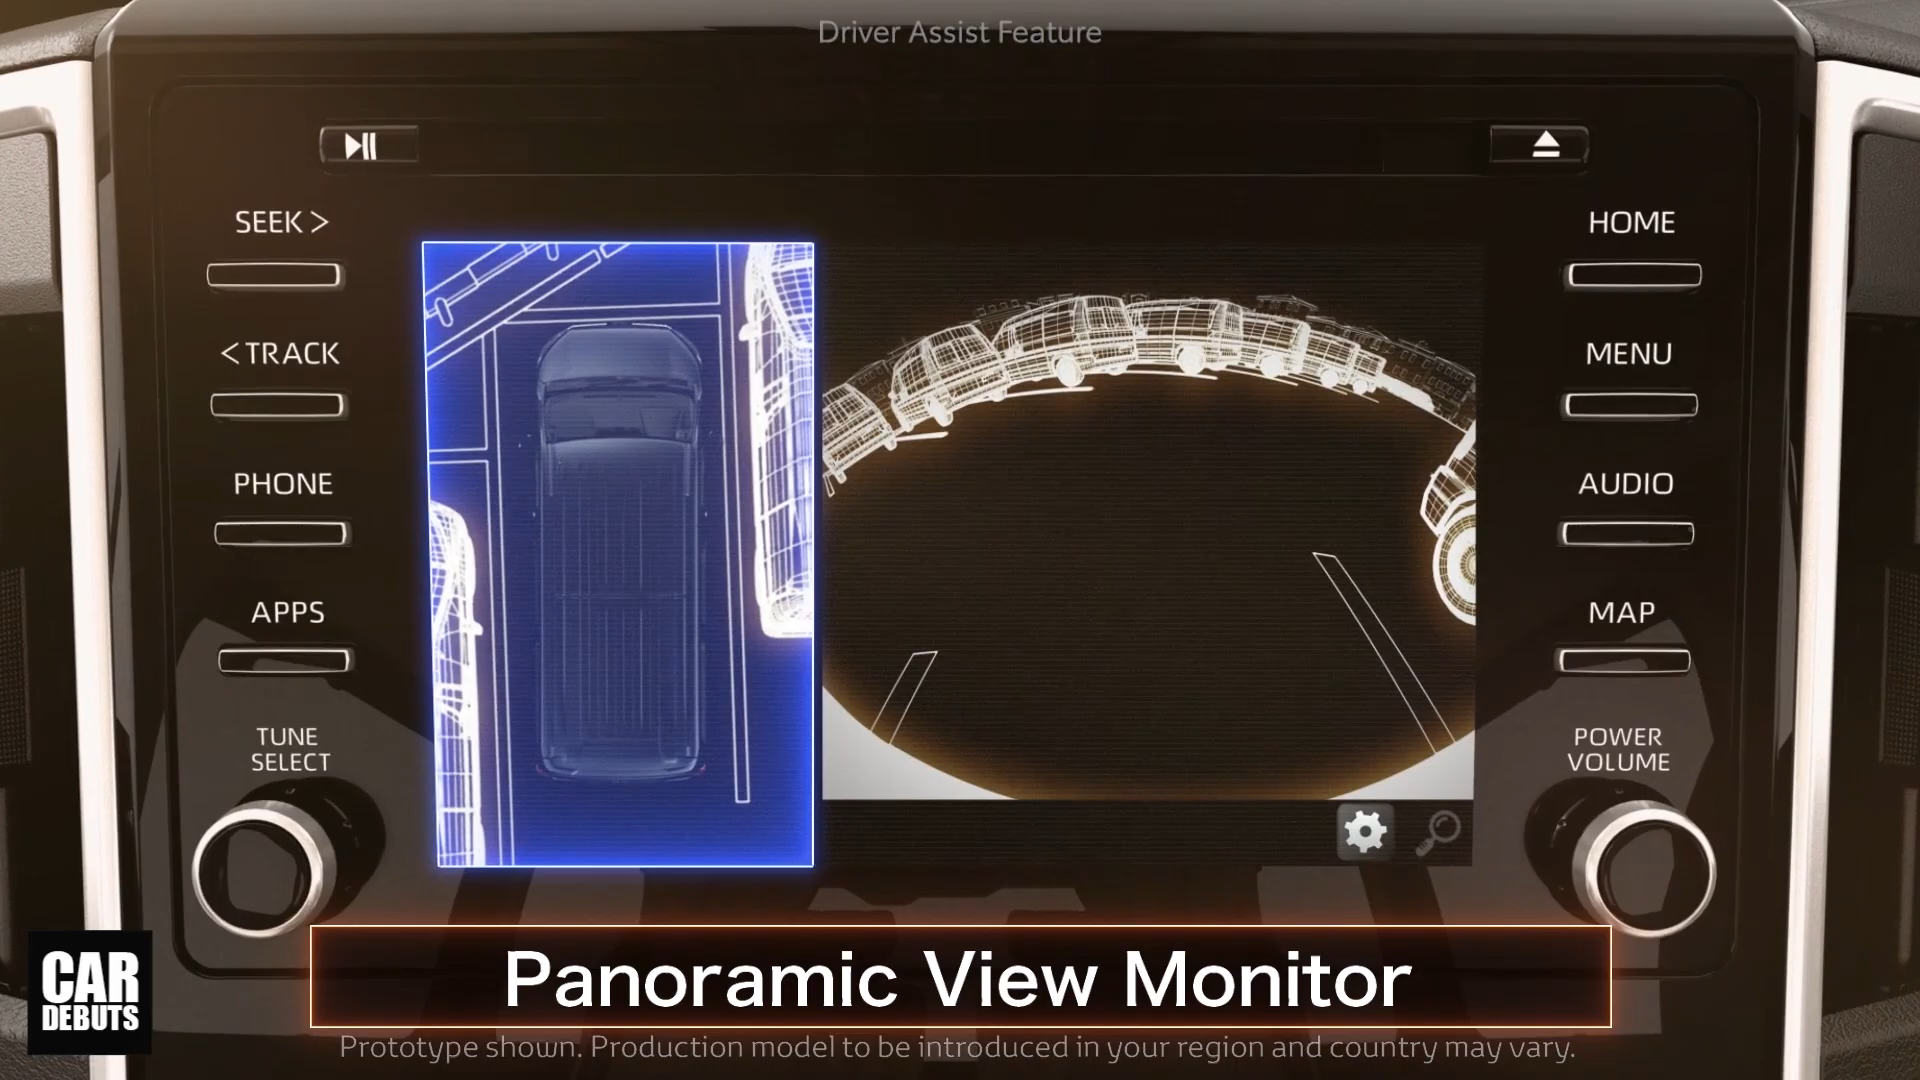 Driver Assist Feature
SEEK >
< TRACK
PHONE
APPS
TUNE
SELECT
HOME
MENU
AUDIO
MAP
POWER
VOLUME
Panoramic View Monitor
CAR
DEBUTS
Prototype shown. Production model to be introduced in your region and country may vary.